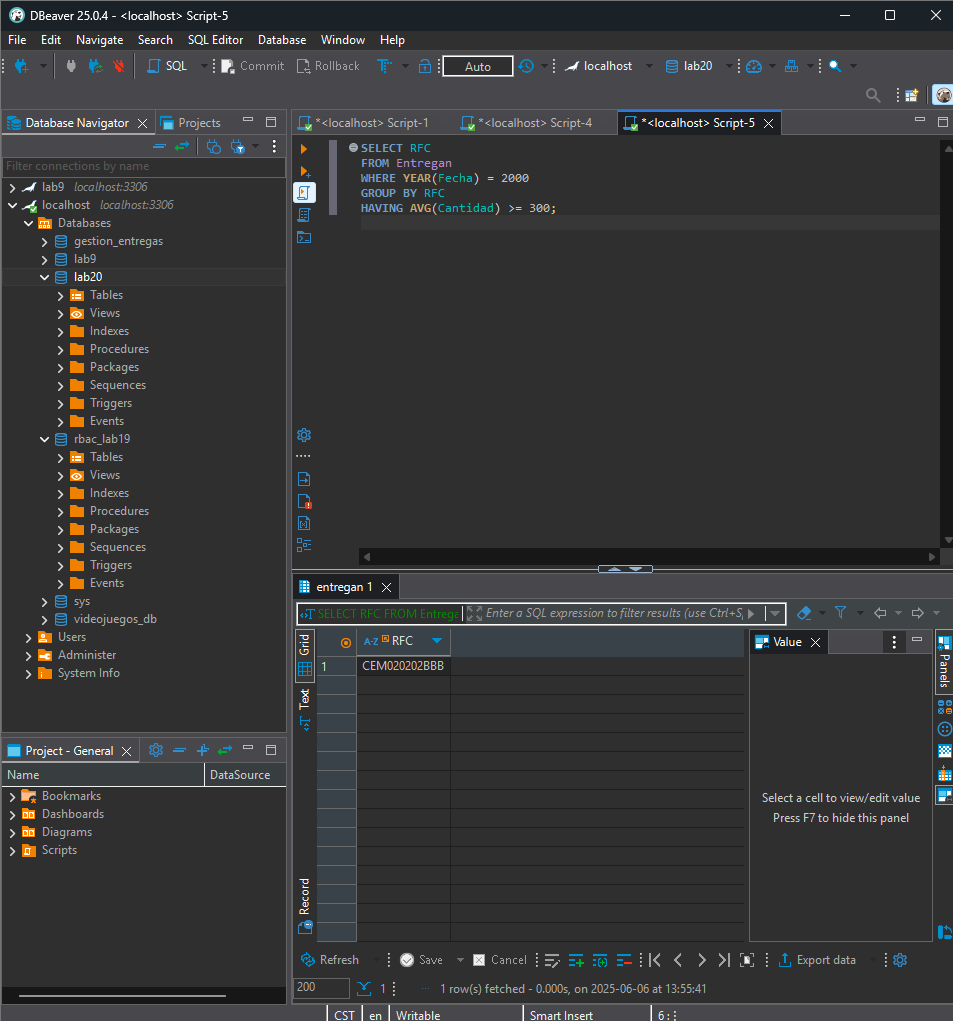 DBeaver 25.0.4 - <localhost> Script-5
File Edit Navigate Search SQL Editor Database Window Help
SQL Commit Rollback Auto localhost lab20
Database Navigator Projects
Filter connections by name
lab9 localhost:3306
localhost localhost:3306
Databases
gestion_entregas
lab9
lab20
Tables
Views
Indexes
Procedures
Packages
Sequences
Triggers
Events
rbac_lab19
Tables
Views
Indexes
Procedures
Packages
Sequences
Triggers
Events
sys
videojuegos_db
Users
Administer
System Info
Project - General
Name DataSource
Bookmarks
Dashboards
Diagrams
Scripts
*<localhost> Script-1 *<localhost> Script-4 *<localhost> Script-5
SELECT RFC
FROM Entregan
WHERE YEAR(Fecha) = 2000
GROUP BY RFC
HAVING AVG(Cantidad) >= 300;
entregan 1
SELECT RFC FROM Entrega Enter a SQL expression to filter results (use Ctrl+S
Grid
Text
Record
A-Z RFC
1 CEM020202BBB
Value
Panels
Select a cell to view/edit value
Press F7 to hide this panel
Refresh Save Cancel Export data
200 1 1 row(s) fetched - 0.000s, on 2025-06-06 at 13:55:41
CST en Writable Smart Insert 6 :